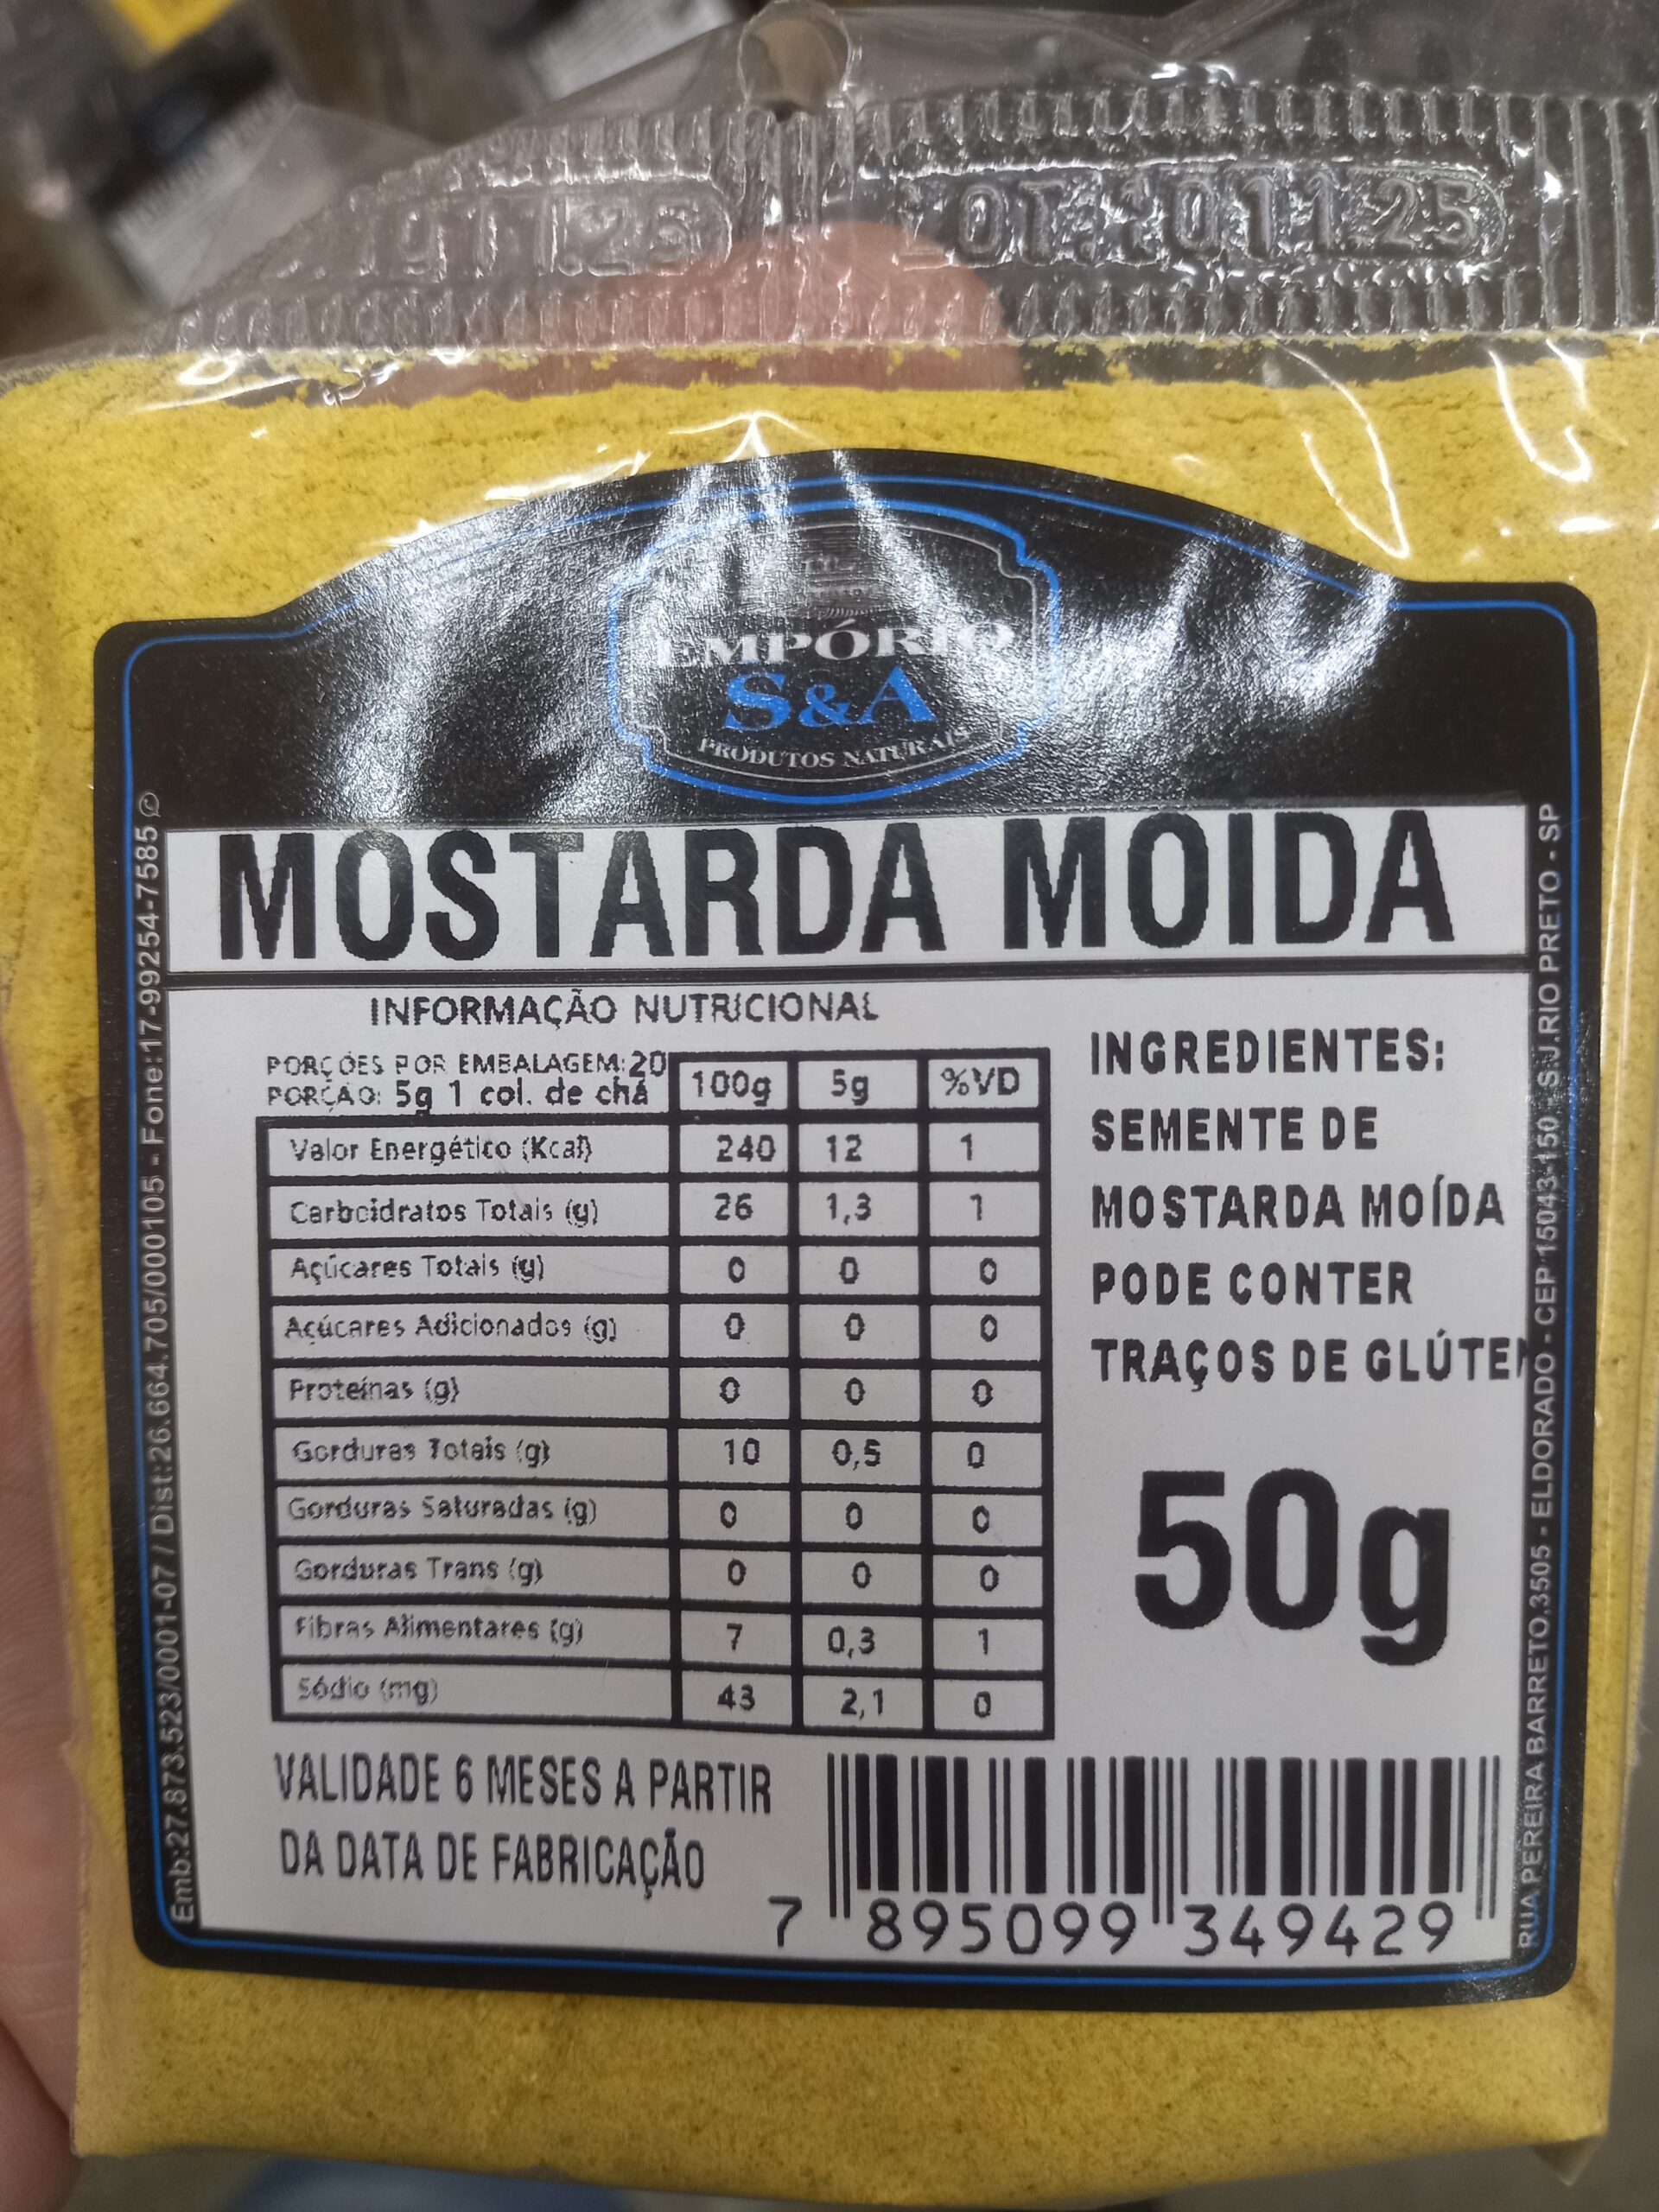 OT.: 01.11.25
EMPÓRIO
S&A
PRODUTOS NATURAIS
MOSTARDA MOIDA
INFORMAÇÃO NUTRICIONAL
PORÇÕES POR EMBALAGEM:20
PORÇÃO: 5g 1 col. de chá
100g 5g %VD
Valor Energético (Kcal) 240 12 1
Carboidratos Totais (g) 26 1,3 1
Açúcares Totais (g) 0 0 0
Açúcares Adicionados (g) 0 0 0
Proteínas (g) 0 0 0
Gorduras Totais (g) 10 0,5 0
Gorduras Saturadas (g) 0 0 0
Gorduras Trans (g) 0 0 0
Fibras Alimentares (g) 7 0,3 1
Sódio (mg) 43 2,1 0
INGREDIENTES:
SEMENTE DE
MOSTARDA MOÍDA
PODE CONTER
TRAÇOS DE GLÚTEN
50g
VALIDADE 6 MESES A PARTIR
DA DATA DE FABRICAÇÃO
7 895099 349429
Emb:27.873.523/0001-07 / Dist:26.664.705/000105 - Fone:17-99254-7585
RUA PEREIRA BARRETO,3505 - ELDORADO - CEP 15043-150 S.J.RIO PRETO - SP